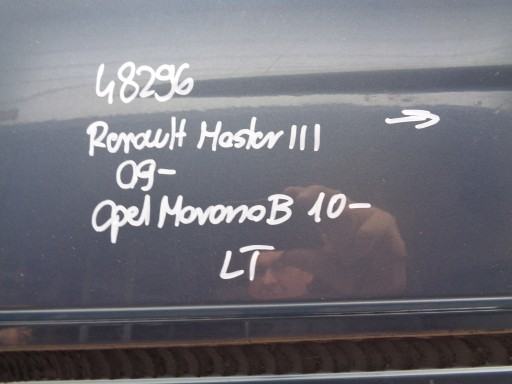 48296
Renault Master III
09-
Opel Movano B 10-
LT